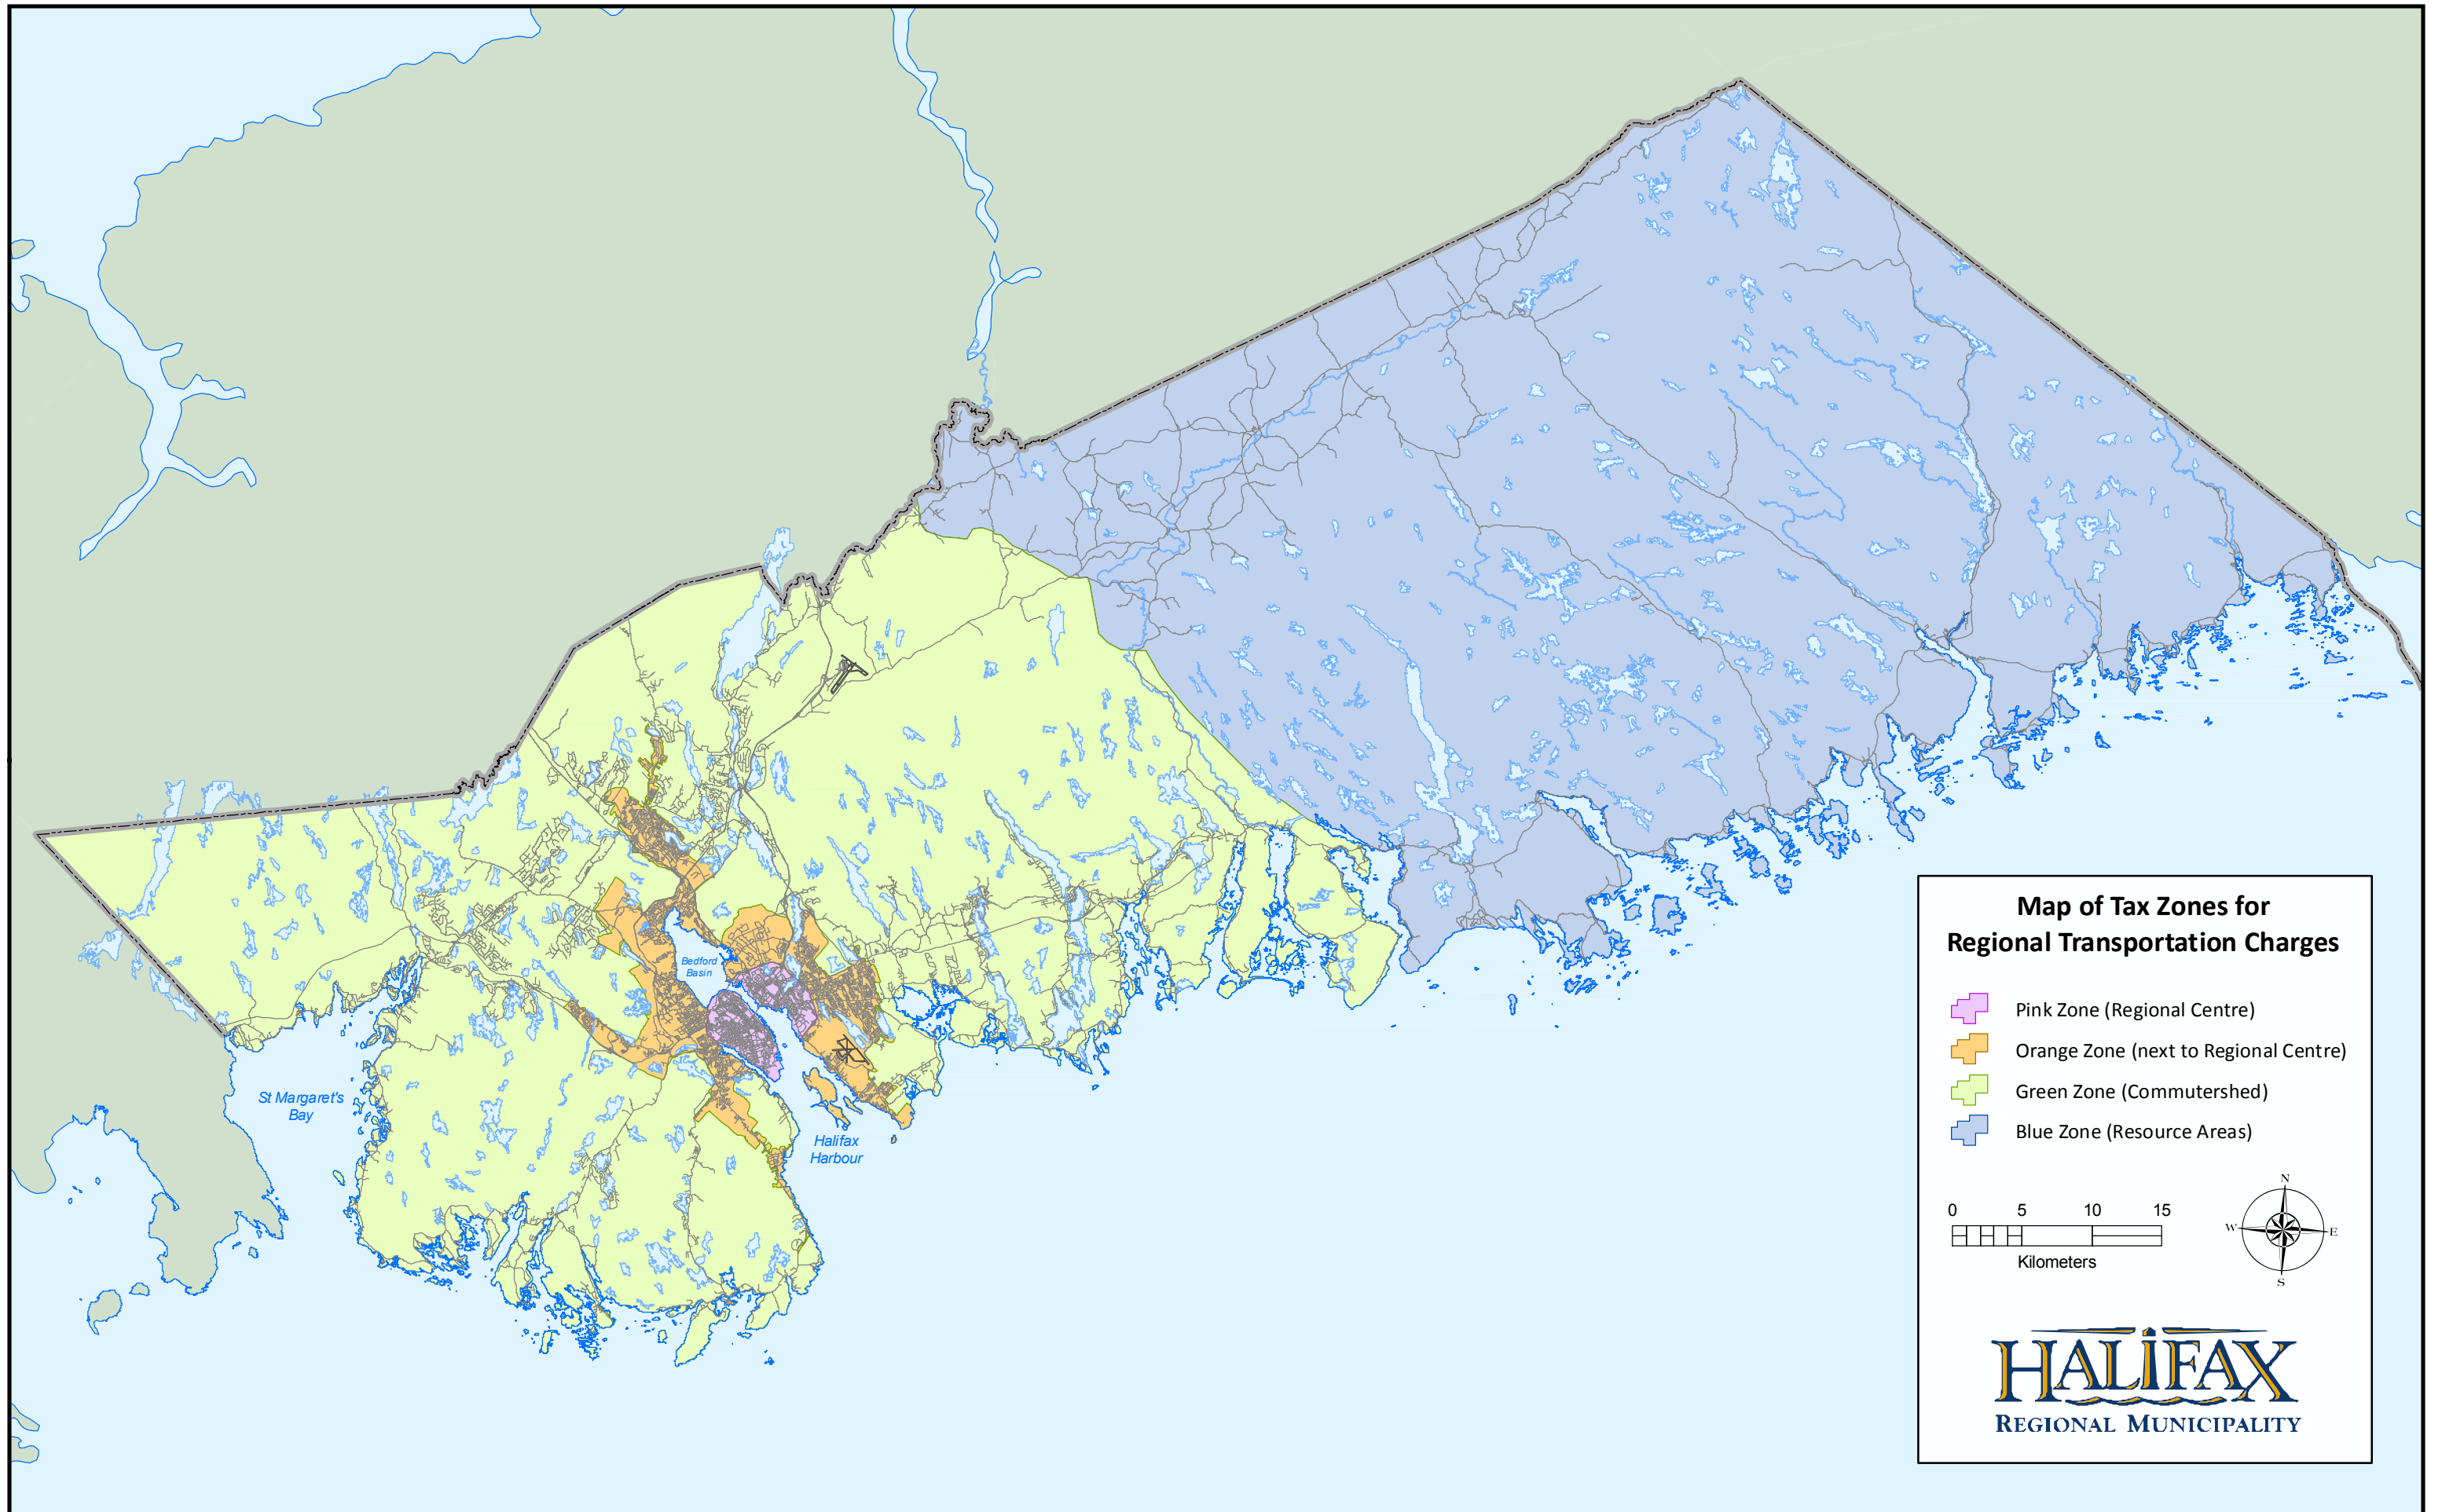 Bedford
Basin
St Margaret's
Bay
Halifax
Harbour
Map of Tax Zones for
Regional Transportation Charges
Pink Zone (Regional Centre)
Orange Zone (next to Regional Centre)
Green Zone (Commutershed)
Blue Zone (Resource Areas)
0 5 10 15
Kilometers
N
W E
S
HALIFAX
REGIONAL MUNICIPALITY